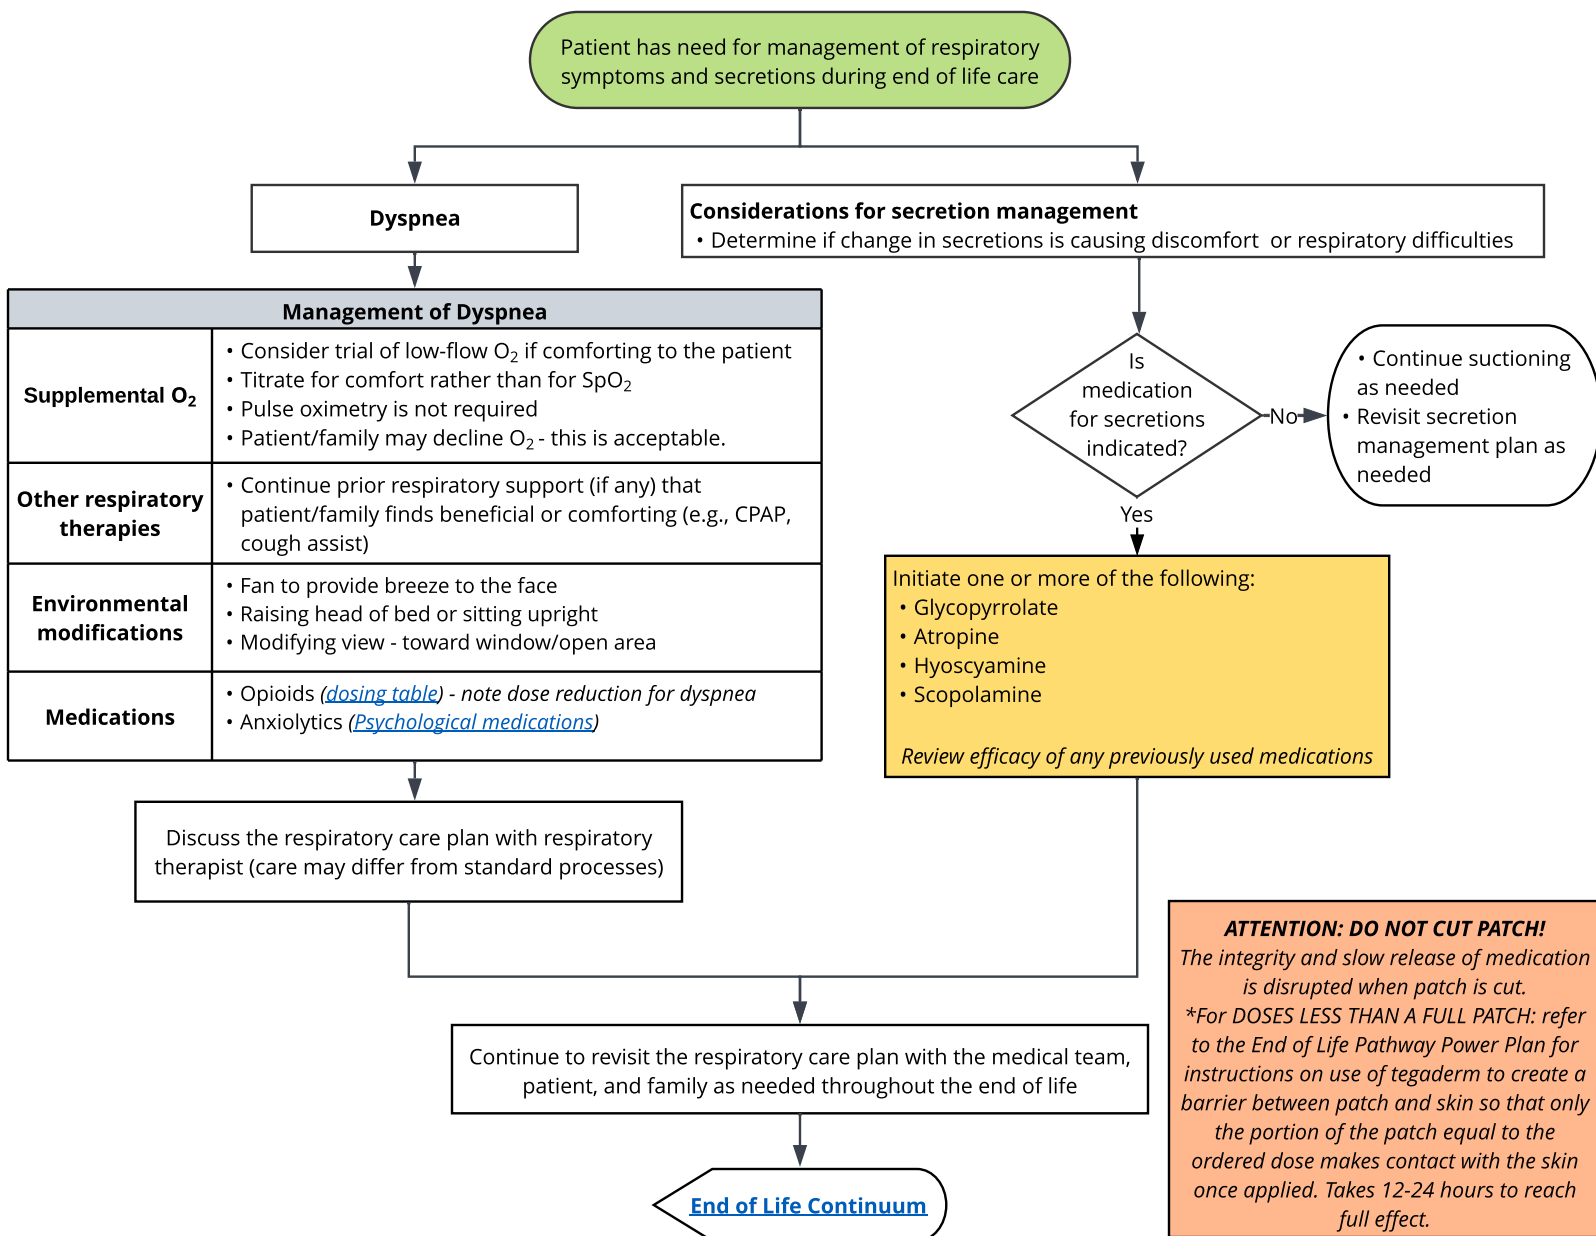 Patient has need for management of respiratory
symptoms and secretions during end of life care
Dyspnea
Considerations for secretion management
• Determine if change in secretions is causing discomfort or respiratory difficulties
Management of Dyspnea
Supplemental O₂
• Consider trial of low-flow O₂ if comforting to the patient
• Titrate for comfort rather than for SpO₂
• Pulse oximetry is not required
• Patient/family may decline O₂ - this is acceptable.
Other respiratory
therapies
• Continue prior respiratory support (if any) that
patient/family finds beneficial or comforting (e.g., CPAP,
cough assist)
Environmental
modifications
• Fan to provide breeze to the face
• Raising head of bed or sitting upright
• Modifying view - toward window/open area
Medications
• Opioids (dosing table) - note dose reduction for dyspnea
• Anxiolytics (Psychological medications)
Is
medication
for secretions
indicated?
No
• Continue suctioning
as needed
• Revisit secretion
management plan as
needed
Yes
Initiate one or more of the following:
• Glycopyrrolate
• Atropine
• Hyoscyamine
• Scopolamine
Review efficacy of any previously used medications
Discuss the respiratory care plan with respiratory
therapist (care may differ from standard processes)
ATTENTION: DO NOT CUT PATCH!
The integrity and slow release of medication
is disrupted when patch is cut.
*For DOSES LESS THAN A FULL PATCH: refer
to the End of Life Pathway Power Plan for
instructions on use of tegaderm to create a
barrier between patch and skin so that only
the portion of the patch equal to the
ordered dose makes contact with the skin
once applied. Takes 12-24 hours to reach
full effect.
Continue to revisit the respiratory care plan with the medical team,
patient, and family as needed throughout the end of life
End of Life Continuum